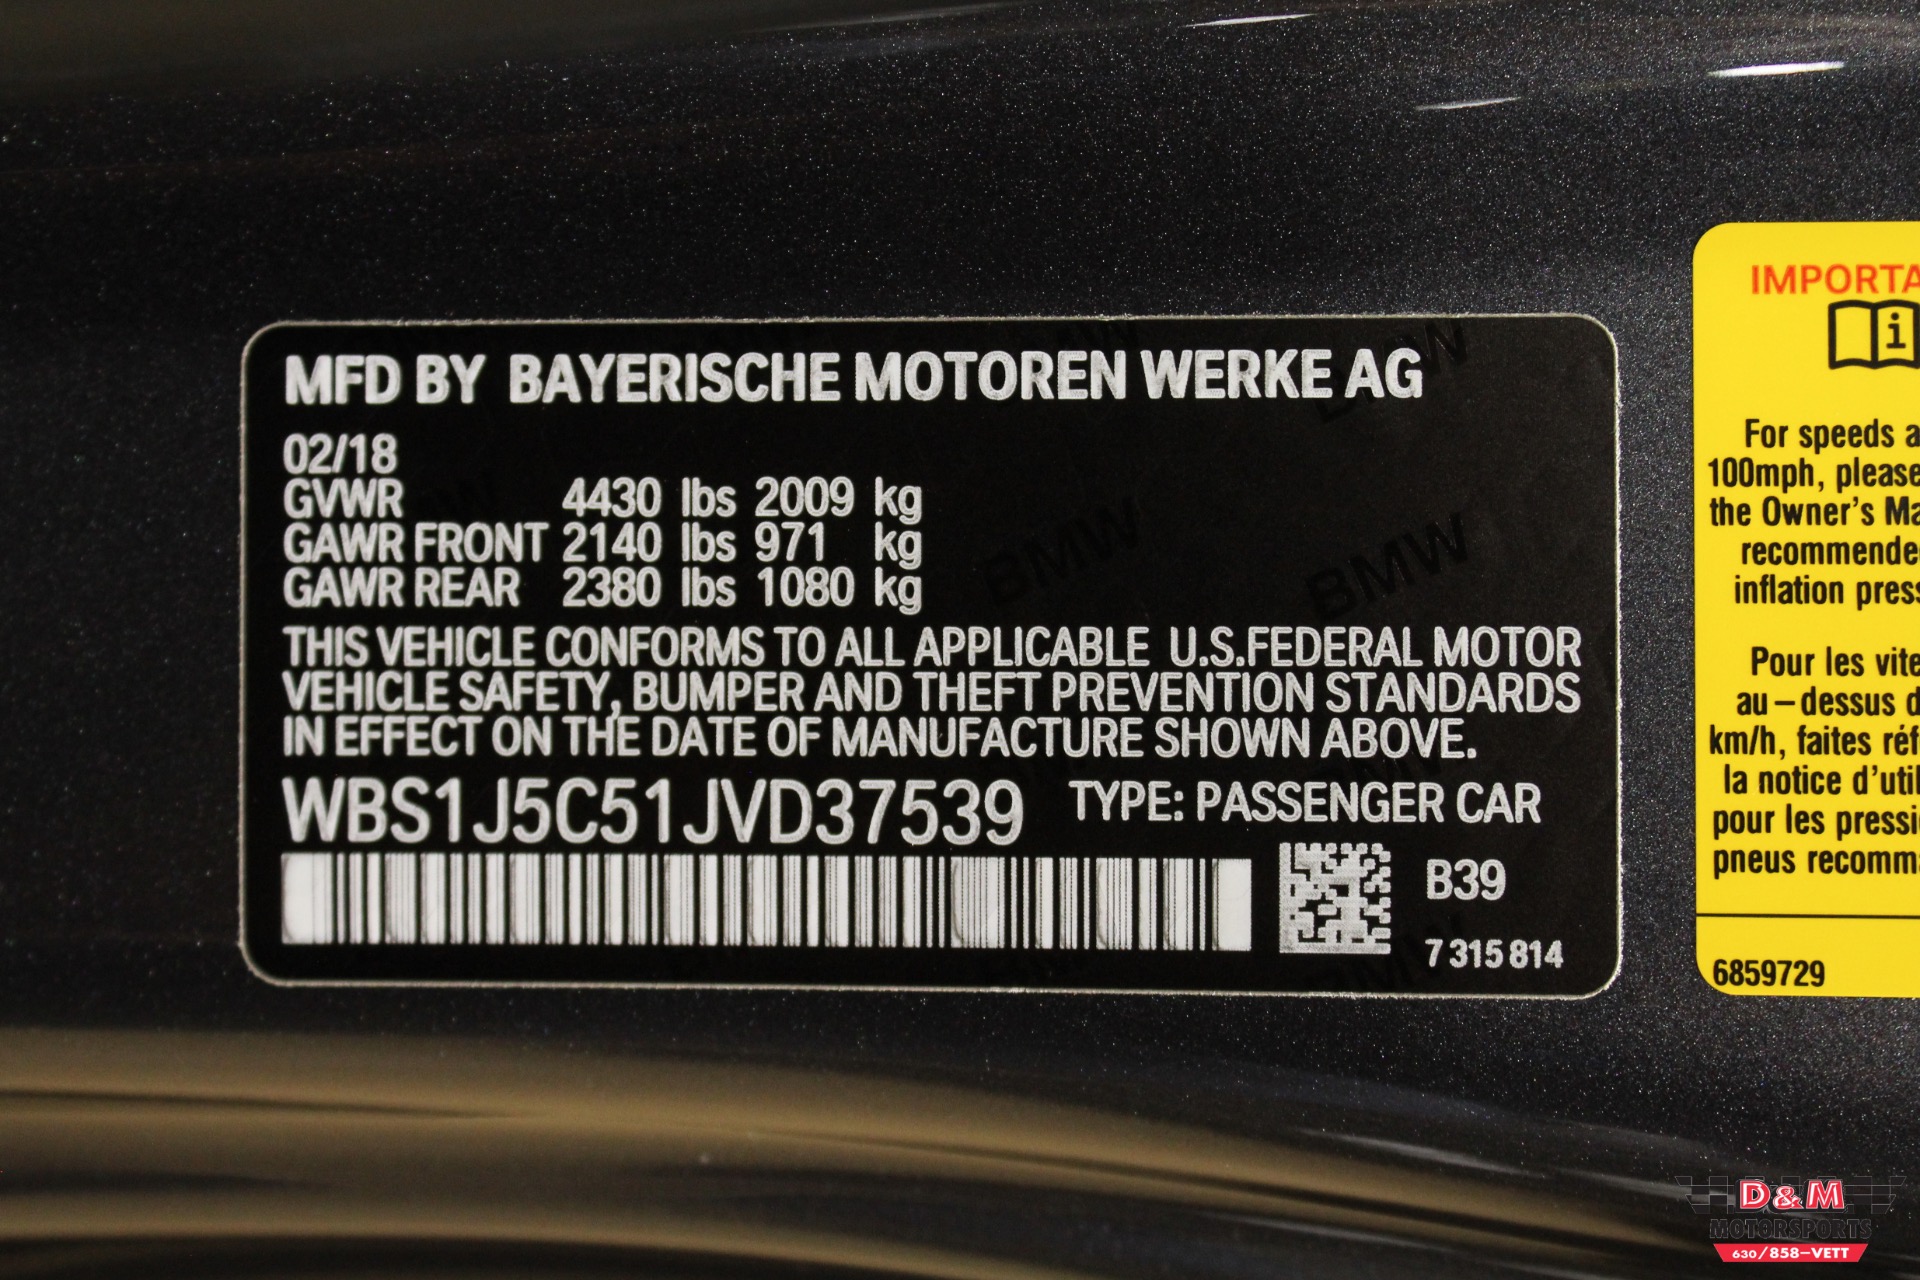 MFD BY BAYERISCHE MOTOREN WERKE AG
02/18
GVWR 4430 lbs 2009 kg
GAWR FRONT 2140 lbs 971 kg
GAWR REAR 2380 lbs 1080 kg
THIS VEHICLE CONFORMS TO ALL APPLICABLE U.S.FEDERAL MOTOR
VEHICLE SAFETY, BUMPER AND THEFT PREVENTION STANDARDS
IN EFFECT ON THE DATE OF MANUFACTURE SHOWN ABOVE.
WBS1J5C51JVD37539 TYPE: PASSENGER CAR
B39
7 315 814
BMW
BMW
BMW
IMPORTA
i
For speeds a
100mph, please
the Owner's Ma
recommende
inflation press
Pour les vite
au–dessus d
km/h, faites réf
la notice d'util
pour les pressi
pneus recomma
6859729
D&M
MOTORSPORTS
630/858-VETT